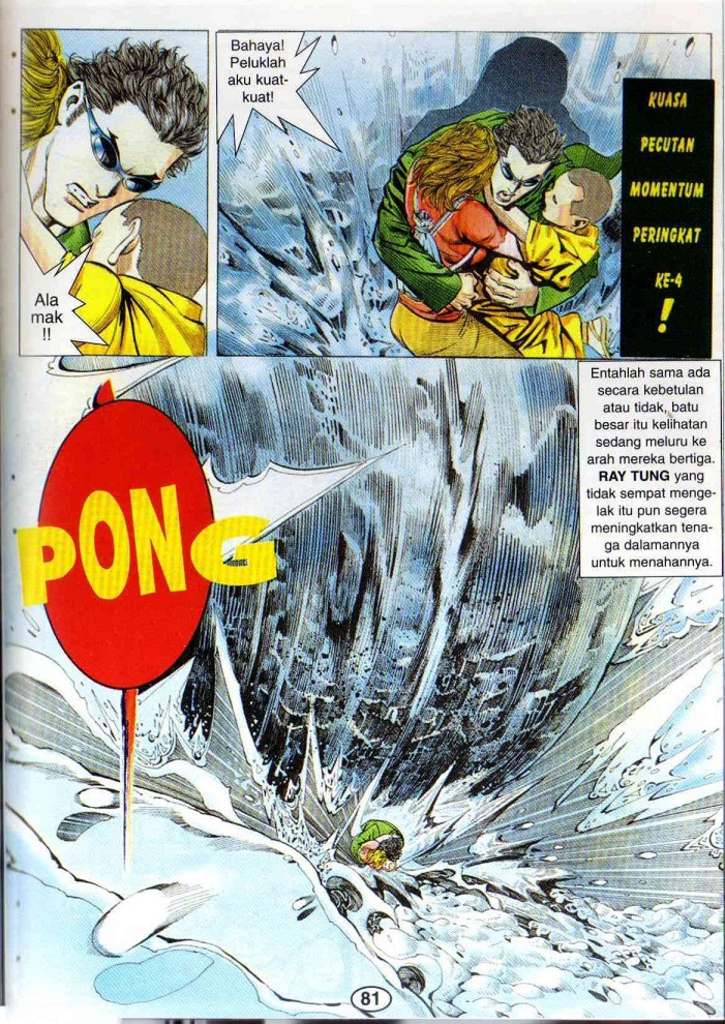 Ala
mak
!!
Bahaya!
Peluklah
aku kuat-
kuat!
KUASA
PECUTAN
MOMENTUM
PERINGKAT
KE-4
!
Entahlah sama ada
secara kebetulan
atau tidak, batu
besar itu kelihatan
sedang meluru ke
arah mereka bertiga.
RAY TUNG yang
tidak sempat menge-
lak itu pun segera
meningkatkan tena-
ga dalamannya
untuk menahannya.
PONG
81